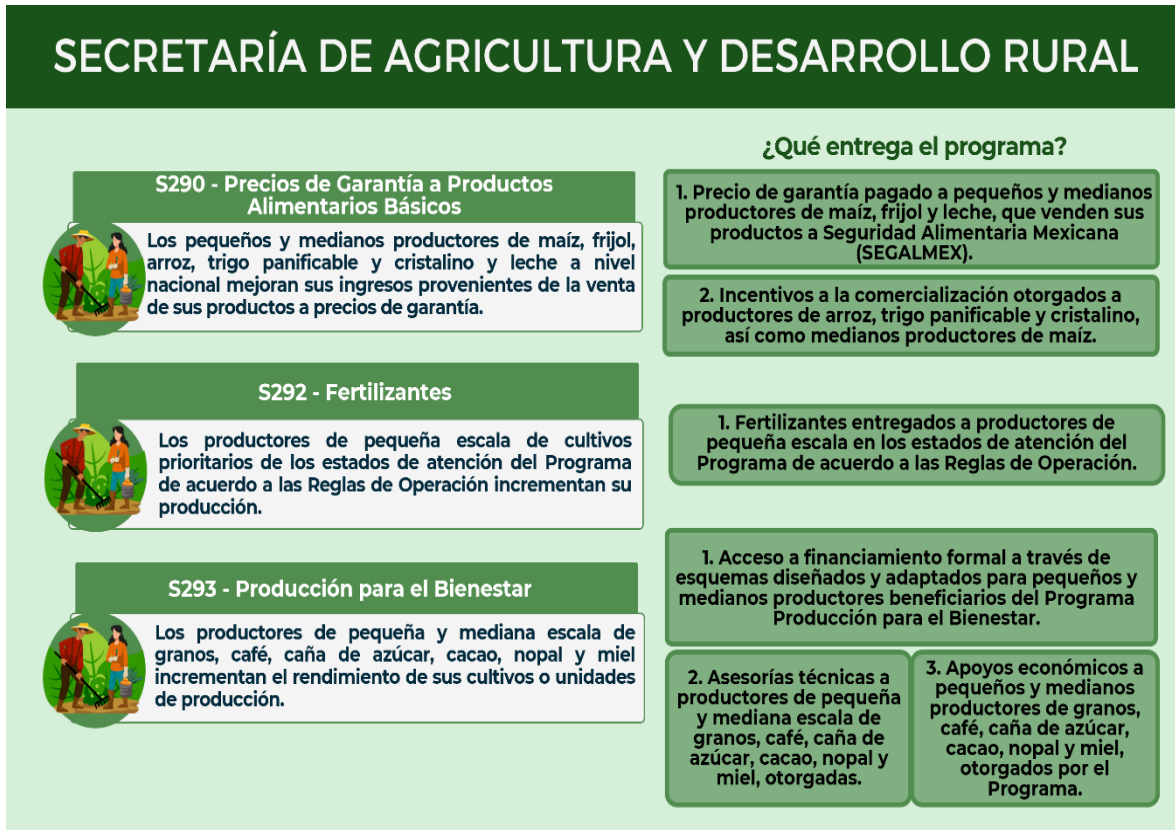 SECRETARÍA DE AGRICULTURA Y DESARROLLO RURAL
¿Qué entrega el programa?
S290 - Precios de Garantía a Productos
Alimentarios Básicos
Los pequeños y medianos productores de maíz, frijol,
arroz, trigo panificable y cristalino y leche a nivel
nacional mejoran sus ingresos provenientes de la venta
de sus productos a precios de garantía.
1. Precio de garantía pagado a pequeños y medianos
productores de maíz, frijol y leche, que venden sus
productos a Seguridad Alimentaria Mexicana
(SEGALMEX).
2. Incentivos a la comercialización otorgados a
productores de arroz, trigo panificable y cristalino,
así como medianos productores de maíz.
S292 - Fertilizantes
Los productores de pequeña escala de cultivos
prioritarios de los estados de atención del Programa
de acuerdo a las Reglas de Operación incrementan su
producción.
1. Fertilizantes entregados a productores de
pequeña escala en los estados de atención del
Programa de acuerdo a las Reglas de Operación.
S293 - Producción para el Bienestar
Los productores de pequeña y mediana escala de
granos, café, caña de azúcar, cacao, nopal y miel
incrementan el rendimiento de sus cultivos o unidades
de producción.
1. Acceso a financiamiento formal a través de
esquemas diseñados y adaptados para pequeños y
medianos productores beneficiarios del Programa
Producción para el Bienestar.
2. Asesorías técnicas a
productores de pequeña
y mediana escala de
granos, café, caña de
azúcar, cacao, nopal y
miel, otorgadas.
3. Apoyos económicos a
pequeños y medianos
productores de granos,
café, caña de azúcar,
cacao, nopal y miel,
otorgados por el
Programa.